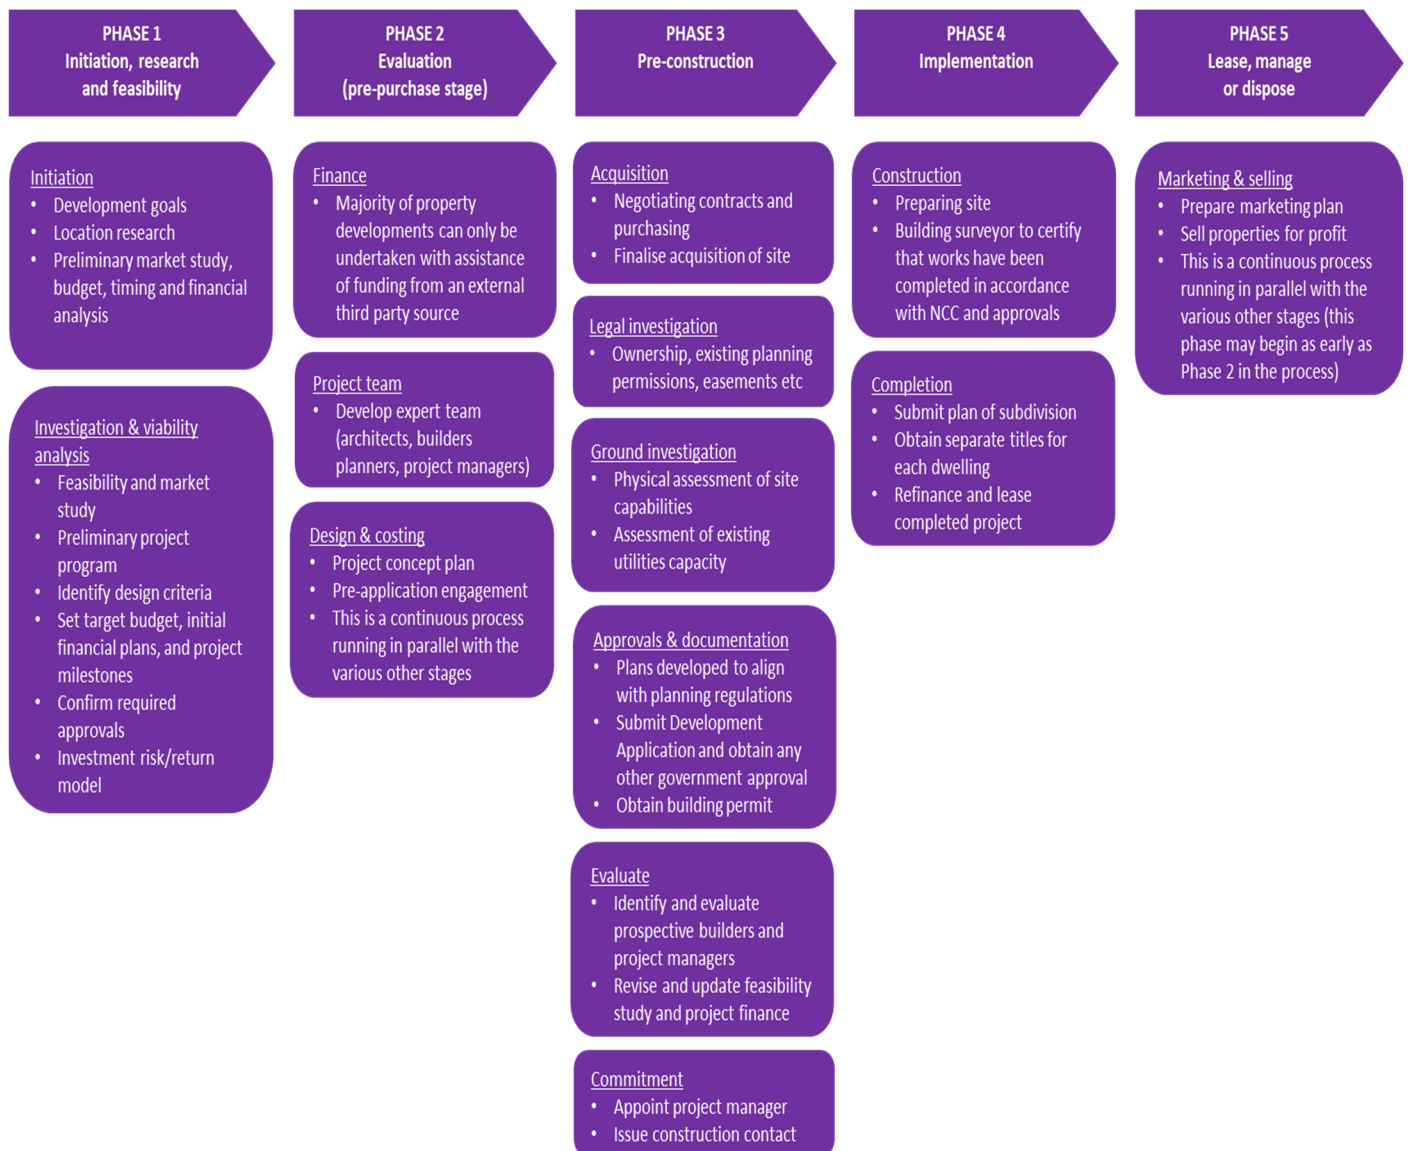 PHASE 1
Initiation, research
and feasibility
PHASE 2
Evaluation
(pre-purchase stage)
PHASE 3
Pre-construction
PHASE 4
Implementation
PHASE 5
Lease, manage
or dispose
Initiation
• Development goals
• Location research
• Preliminary market study,
budget, timing and financial
analysis
Investigation & viability
analysis
• Feasibility and market
study
• Preliminary project
program
• Identify design criteria
• Set target budget, initial
financial plans, and project
milestones
• Confirm required
approvals
• Investment risk/return
model
Finance
• Majority of property
developments can only be
undertaken with assistance
of funding from an external
third party source
Project team
• Develop expert team
(architects, builders
planners, project managers)
Design & costing
• Project concept plan
• Pre-application engagement
• This is a continuous process
running in parallel with the
various other stages
Acquisition
• Negotiating contracts and
purchasing
• Finalise acquisition of site
Legal investigation
• Ownership, existing planning
permissions, easements etc
Ground investigation
• Physical assessment of site
capabilities
• Assessment of existing
utilities capacity
Approvals & documentation
• Plans developed to align
with planning regulations
• Submit Development
Application and obtain any
other government approval
• Obtain building permit
Evaluate
• Identify and evaluate
prospective builders and
project managers
• Revise and update feasibility
study and project finance
Commitment
• Appoint project manager
• Issue construction contact
Construction
• Preparing site
• Building surveyor to certify
that works have been
completed in accordance
with NCC and approvals
Completion
• Submit plan of subdivision
• Obtain separate titles for
each dwelling
• Refinance and lease
completed project
Marketing & selling
• Prepare marketing plan
• Sell properties for profit
• This is a continuous process
running in parallel with the
various other stages (this
phase may begin as early as
Phase 2 in the process)